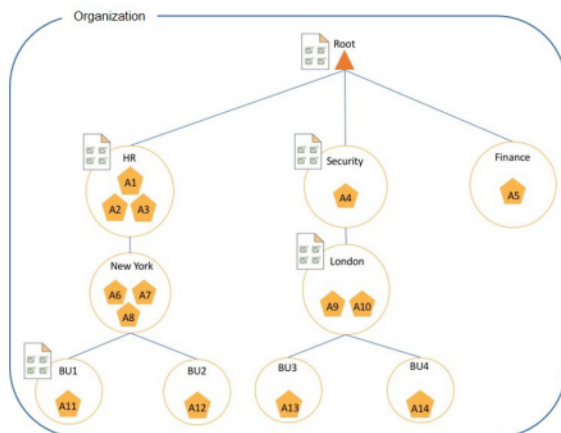 Organization
Root
HR
A1
A2 A3
Security
A4
Finance
A5
New York
A6 A7
A8
London
A9 A10
BU1
A11
BU2
A12
BU3
A13
BU4
A14